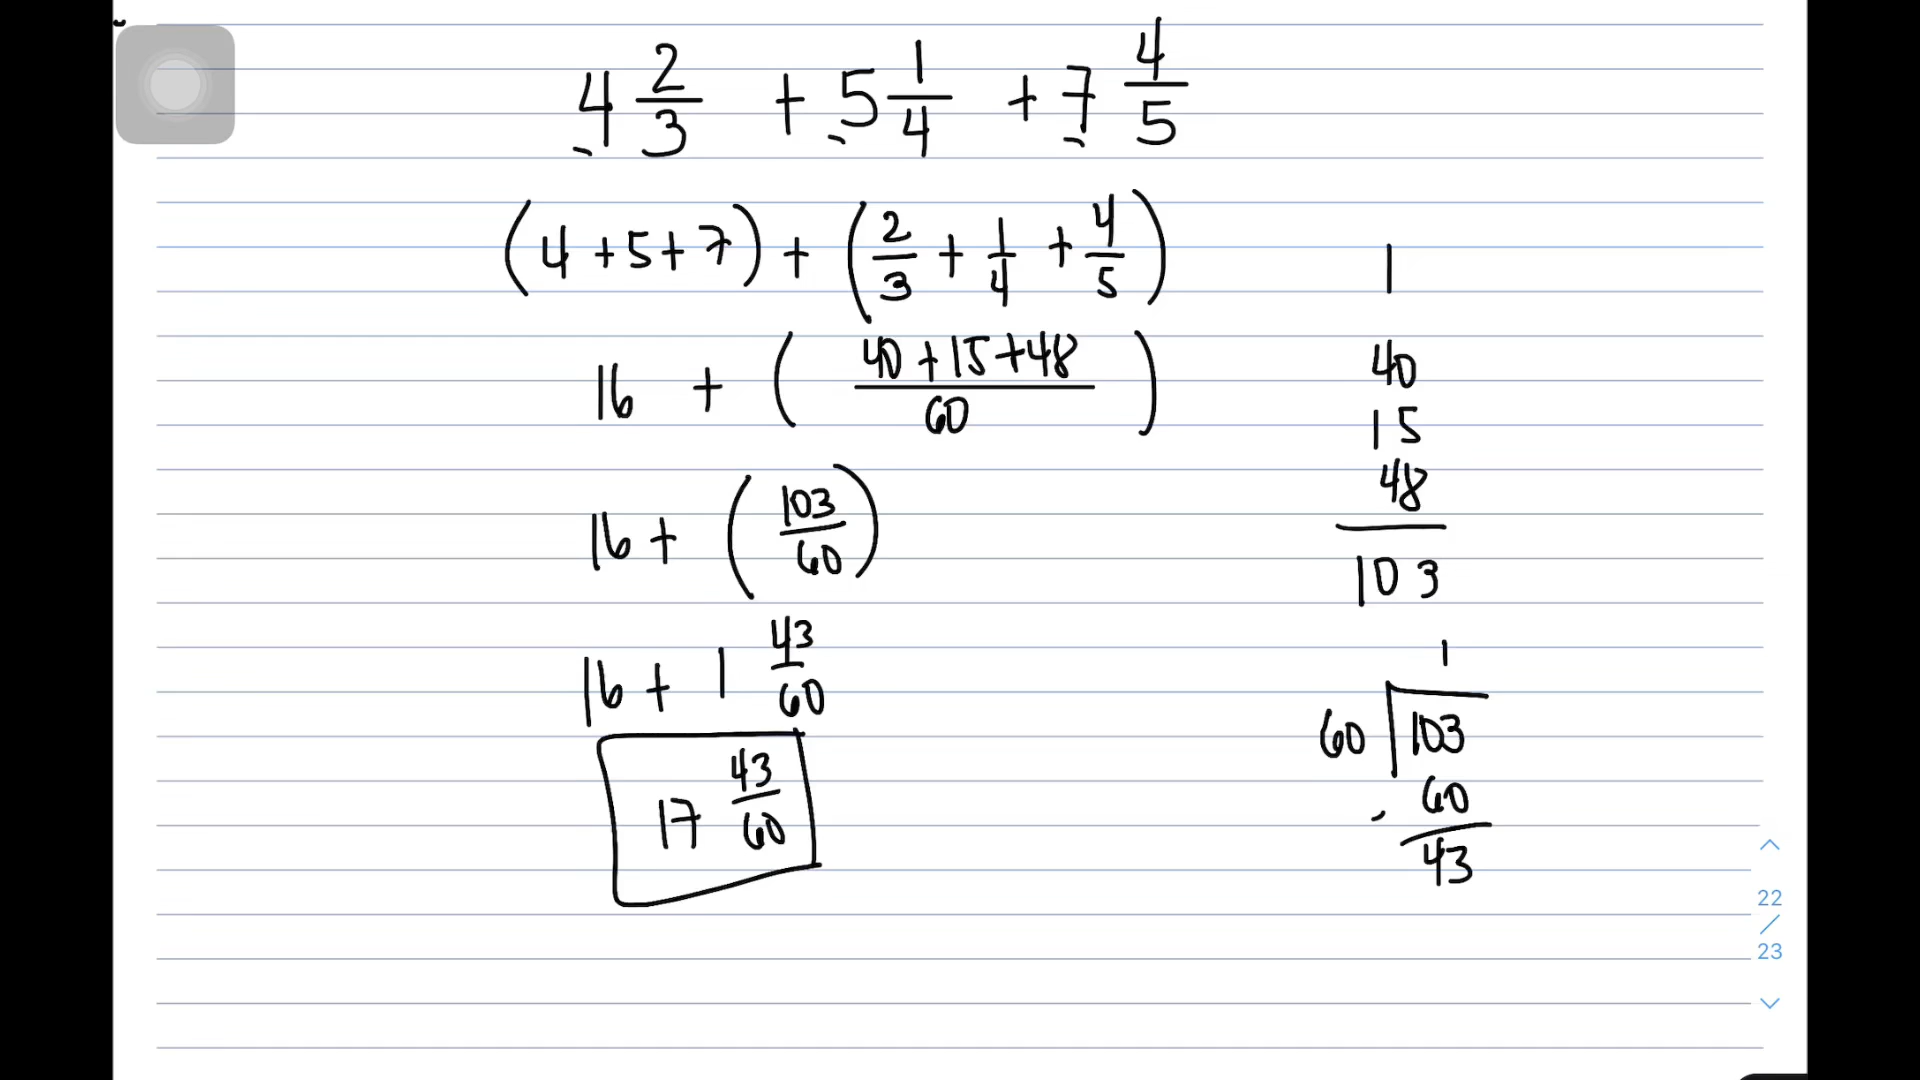 4 2/3 + 5 1/4 + 7 4/5
(4+5+7) + (2/3 + 1/4 + 4/5)
16 + (40+15+48/60)
16 + (103/60)
16 + 1 43/60
17 43/60
1
40
15
48
103
1
60 103
- 60
43
22
/
23